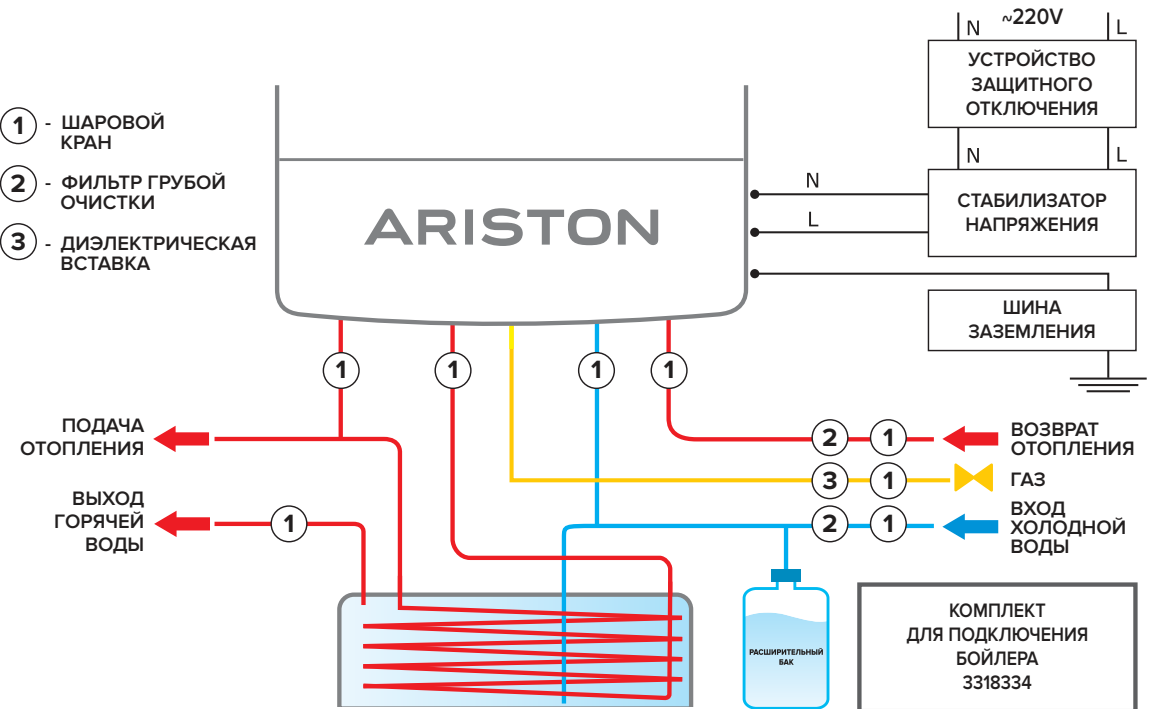 ~220V
N
L
УСТРОЙСТВО
ЗАЩИТНОГО
ОТКЛЮЧЕНИЯ
N
L
СТАБИЛИЗАТОР
НАПРЯЖЕНИЯ
N
L
ШИНА
ЗАЗЕМЛЕНИЯ
1 - ШАРОВОЙ
КРАН
2 - ФИЛЬТР ГРУБОЙ
ОЧИСТКИ
3 - ДИЭЛЕКТРИЧЕСКАЯ
ВСТАВКА
ARISTON
1
1
1
1
ПОДАЧА
ОТОПЛЕНИЯ
2
1
ВОЗВРАТ
ОТОПЛЕНИЯ
3
1
ГАЗ
ВЫХОД
ГОРЯЧЕЙ
ВОДЫ
1
2
1
ВХОД
ХОЛОДНОЙ
ВОДЫ
РАСШИРИТЕЛЬНЫЙ
БАК
КОМПЛЕКТ
ДЛЯ ПОДКЛЮЧЕНИЯ
БОЙЛЕРА
3318334